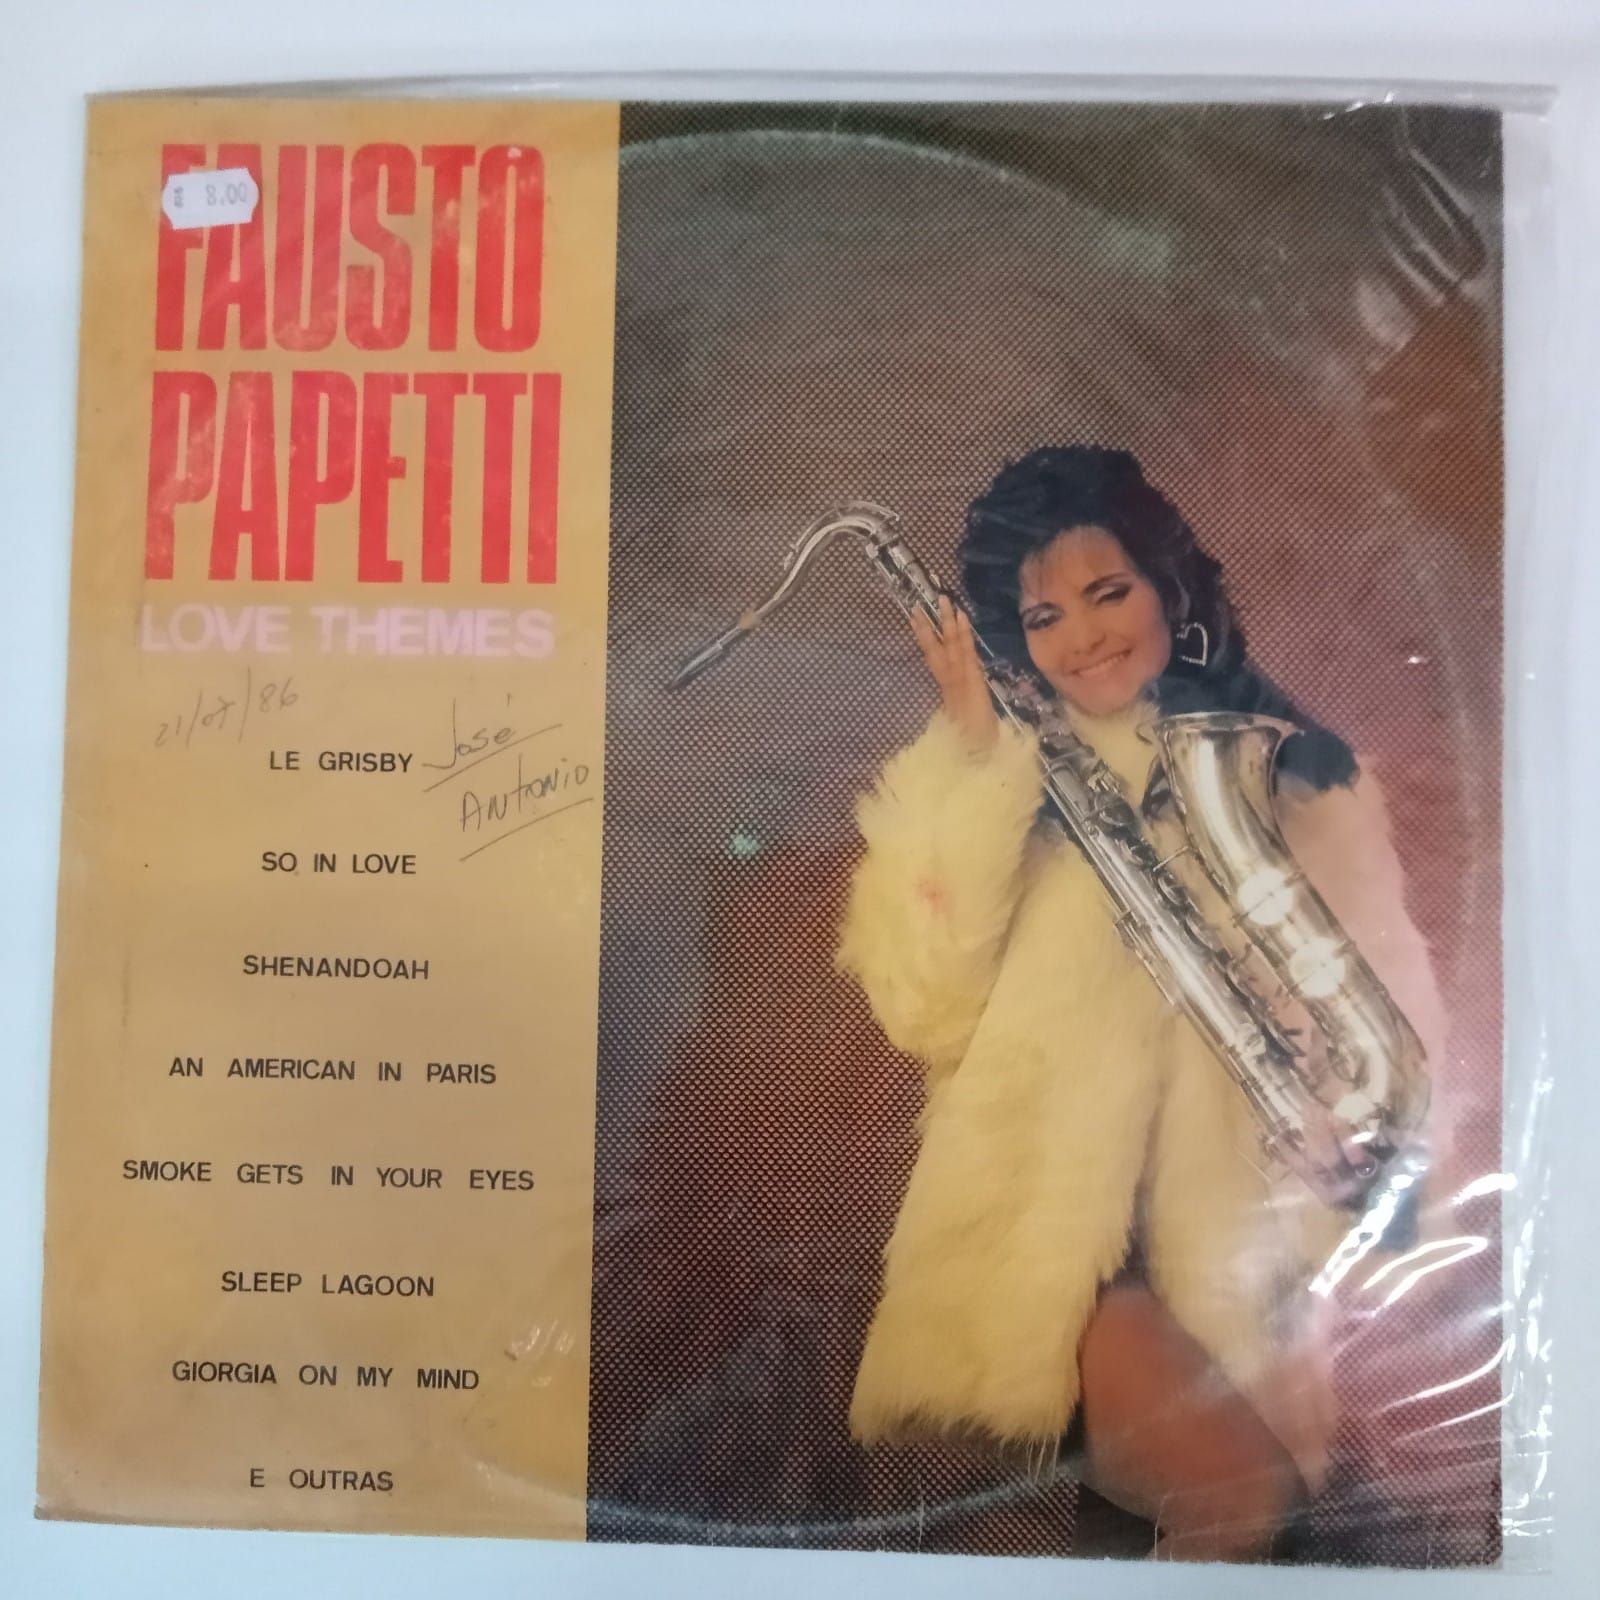 FAUSTO
8.00
PAPETTI
LOVE THEMES
21/07/86
LE GRISBY
José
Antonio
SO IN LOVE
SHENANDOAH
AN AMERICAN IN PARIS
SMOKE GETS IN YOUR EYES
SLEEP LAGOON
GIORGIA ON MY MIND
E OUTRAS